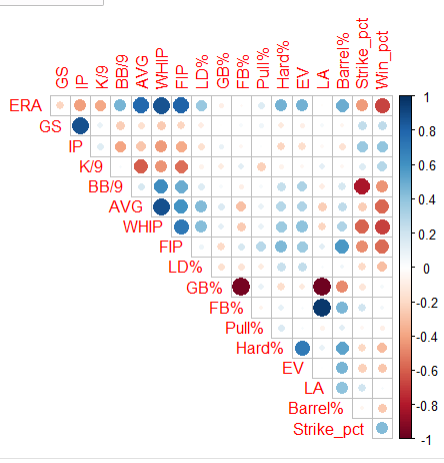 GS IP K/9 BB/9 AVG WHIP FIP LD% GB% FB% Pull% Hard% EV LA Barrel% Strike_pct Win_pct
ERA
GS
IP
K/9
BB/9
AVG
WHIP
FIP
LD%
GB%
FB%
Pull%
Hard%
EV
LA
Barrel%
Strike_pct
1
0.8
0.6
0.4
0.2
0
-0.2
-0.4
-0.6
-0.8
-1